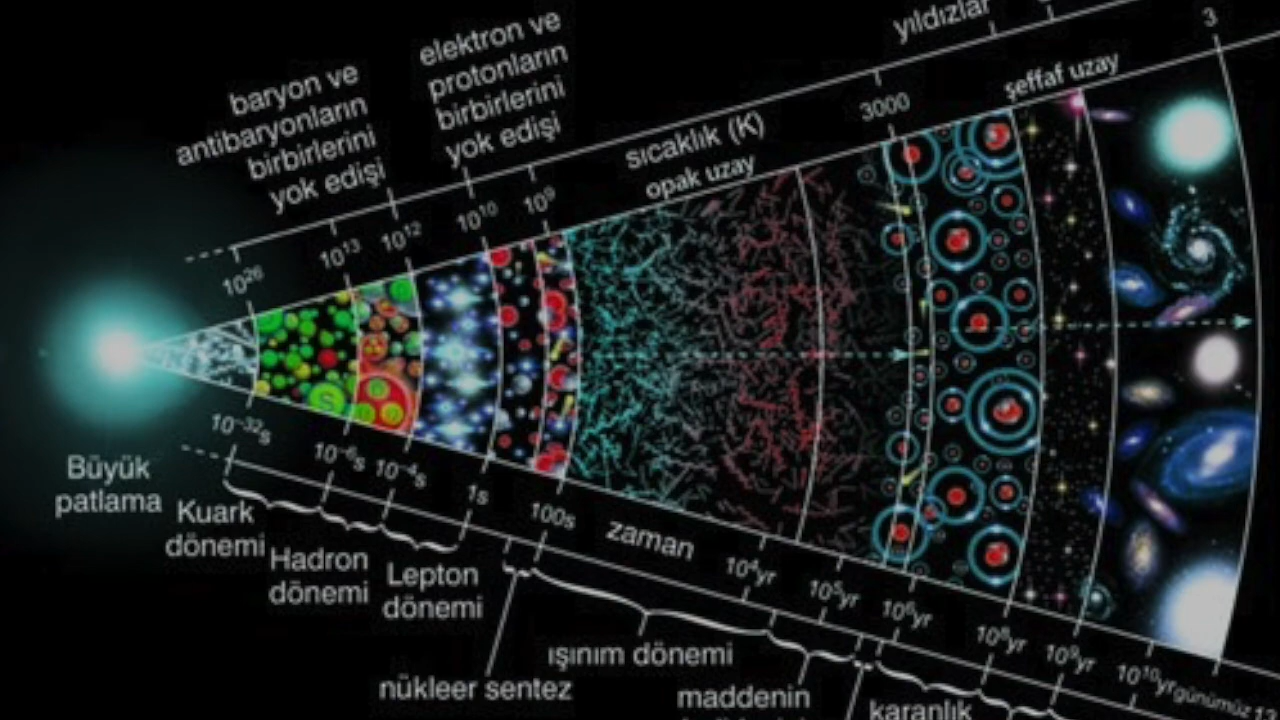 baryon ve
antibaryonların
birbirlerini
yok edişi
elektron ve
protonların
birbirlerini
yok edişi
yıldızlar
3
şeffaf uzay
3000
sıcaklık (K)
opak uzay
10⁹
10¹⁰
10¹²
10¹³
10²⁶
10⁻³²s
10⁻⁶s
10⁻⁴s
1s
100s
zaman
10⁴yr
10⁵yr
10⁶yr
10⁸yr
10⁹yr
10¹⁰yr
günümüz
Büyük
patlama
Kuark
dönemi
Hadron
dönemi
Lepton
dönemi
nükleer sentez
ışınım dönemi
maddenin
karanlık